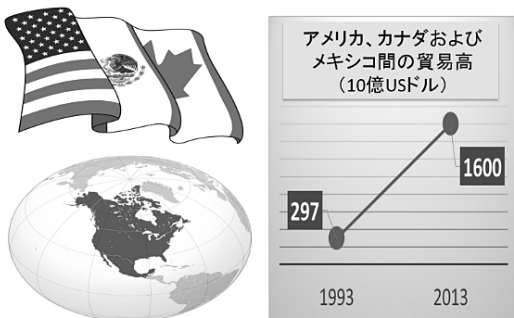 アメリカ、カナダおよび
メキシコ間の貿易高
（10億USドル）
1600
297
1993 2013